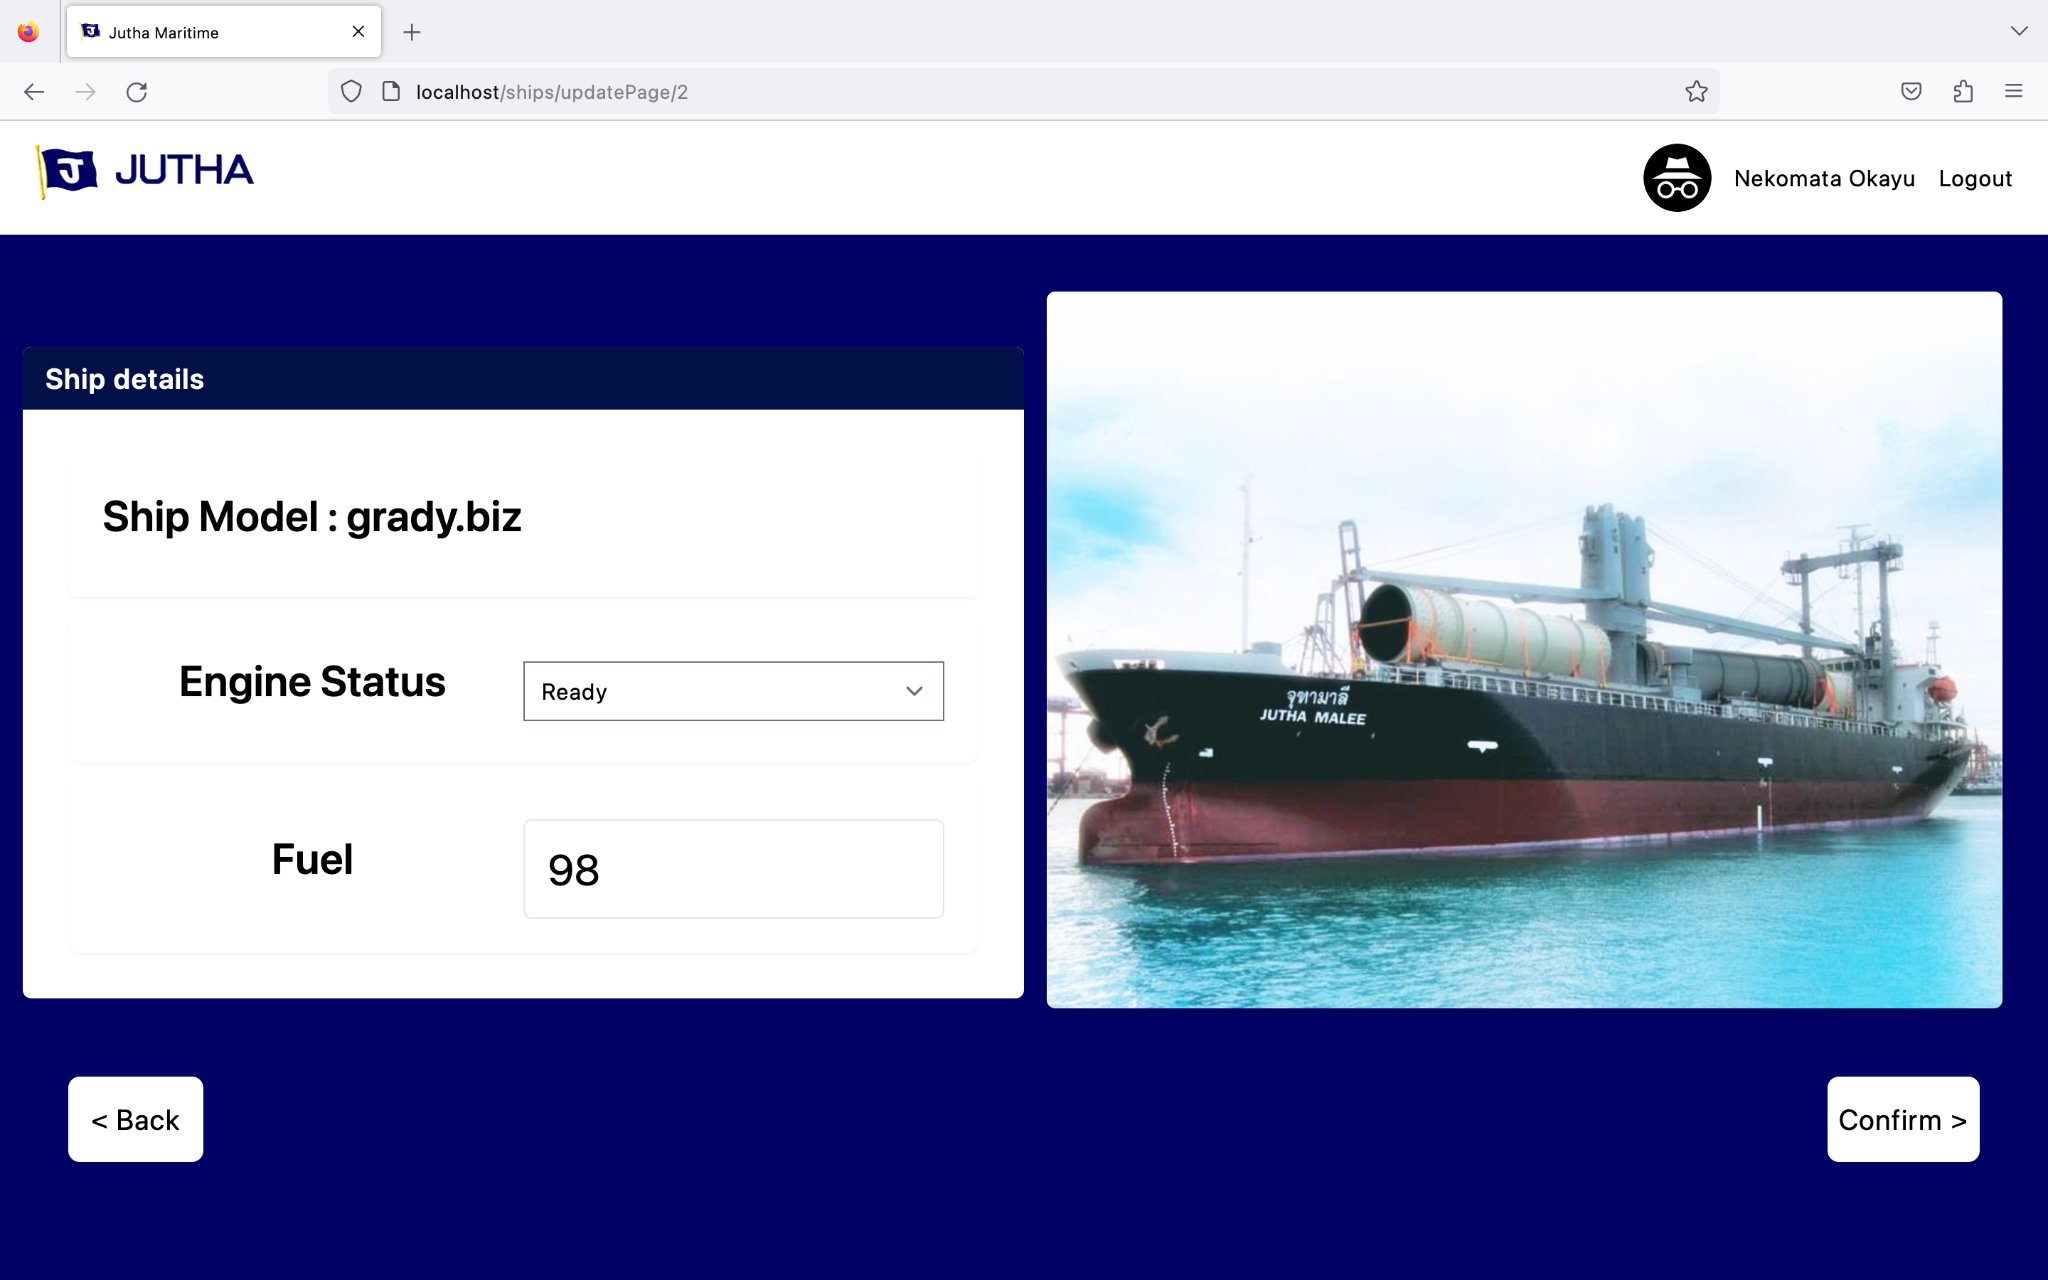 Jutha Maritime
localhost/ships/updatePage/2
J JUTHA
Nekomata Okayu
Logout
Ship details
Ship Model : grady.biz
Engine Status
Ready
Fuel
98
จุฑามาลี
JUTHA MALEE
< Back
Confirm >